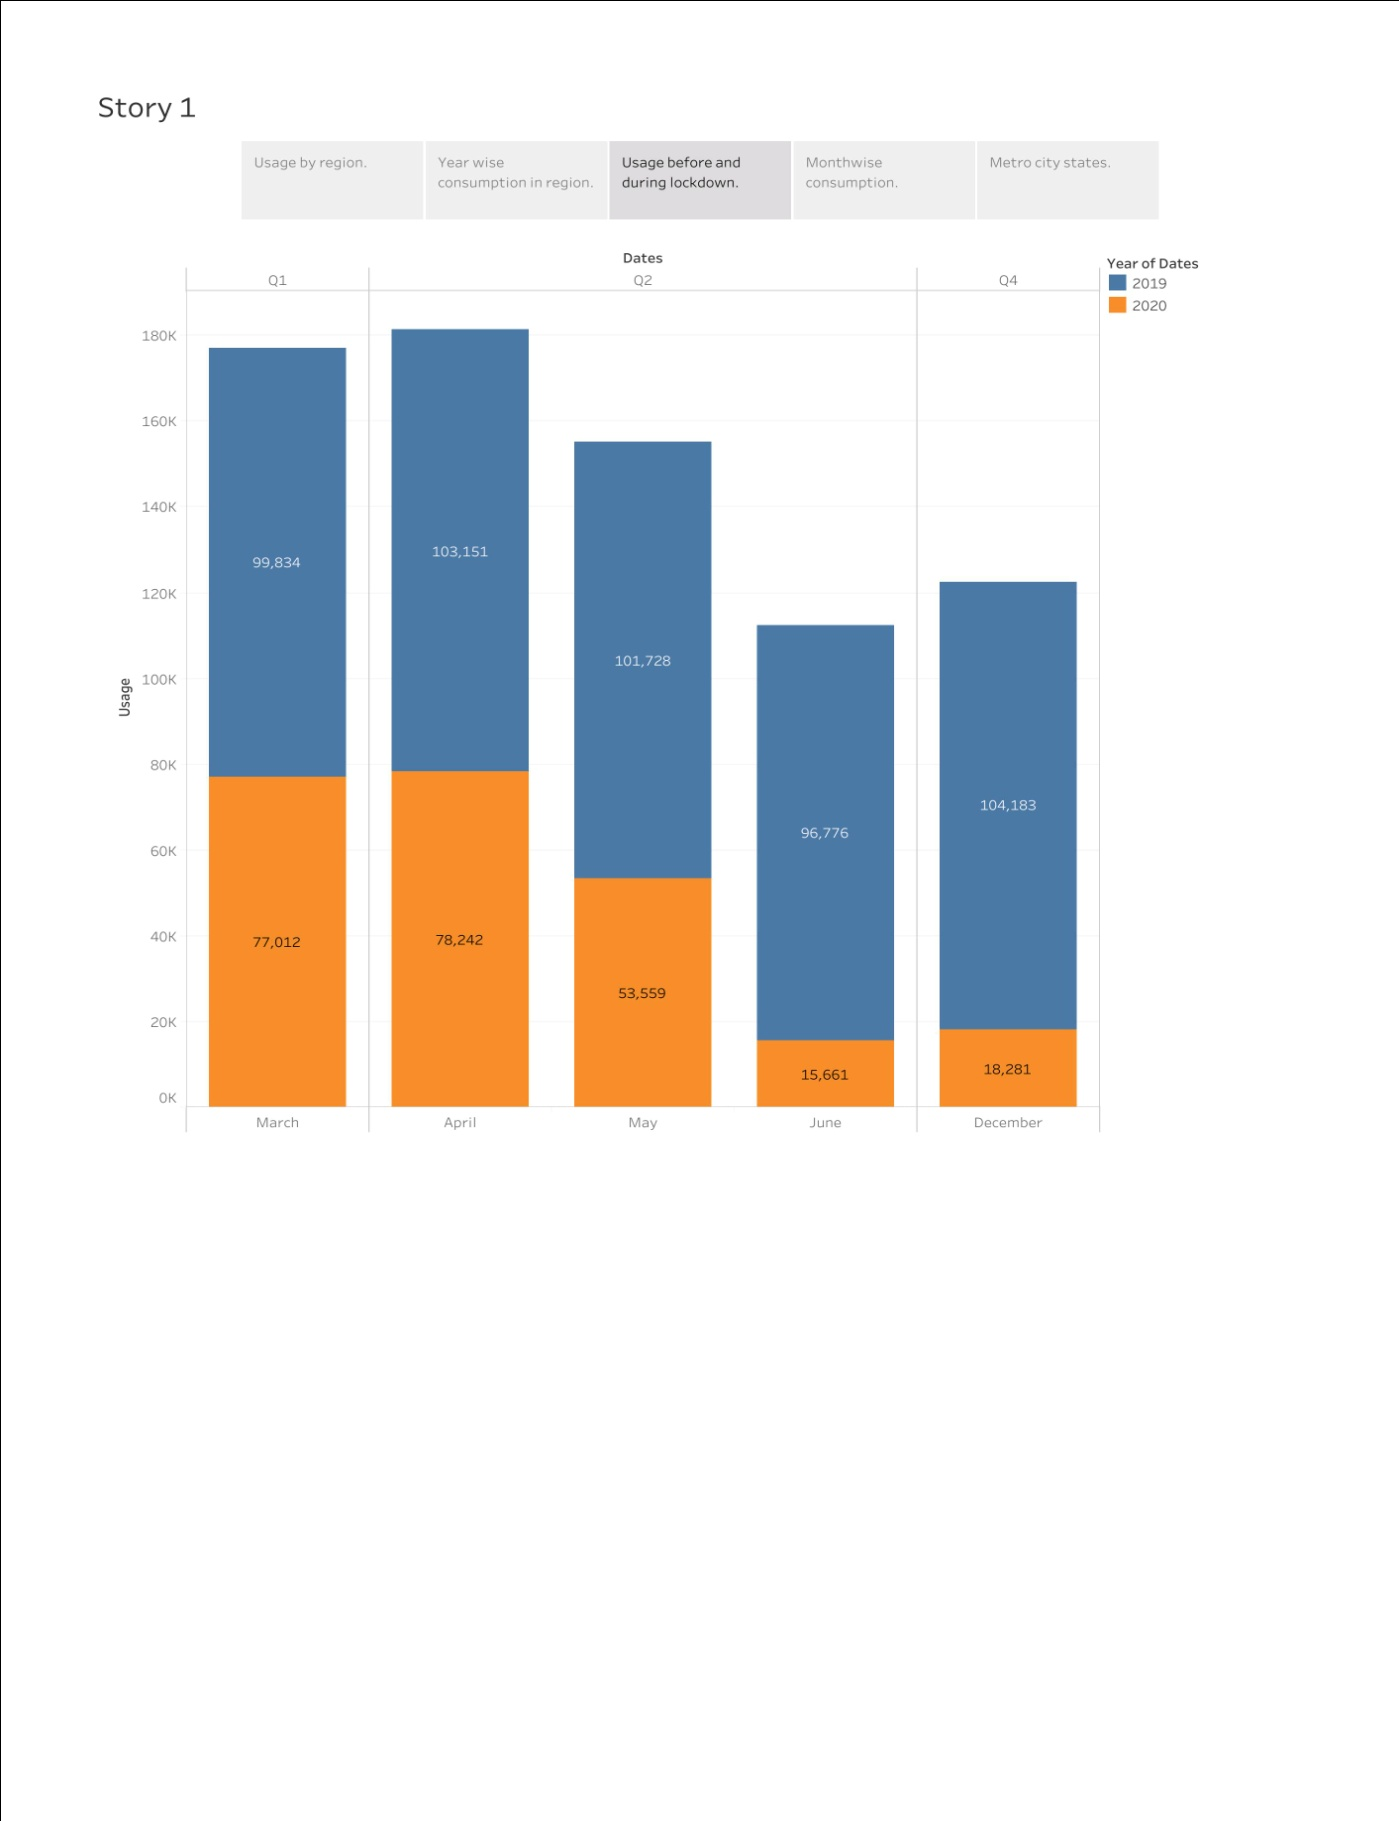 Story 1
Usage by region.
Year wise
consumption in region.
Usage before and
during lockdown.
Monthwise
consumption.
Metro city states.
Dates
Q1
Q2
Q4
Year of Dates
2019
2020
180K
160K
140K
120K
100K
80K
60K
40K
20K
0K
Usage
99,834
103,151
101,728
96,776
104,183
77,012
78,242
53,559
15,661
18,281
March
April
May
June
December